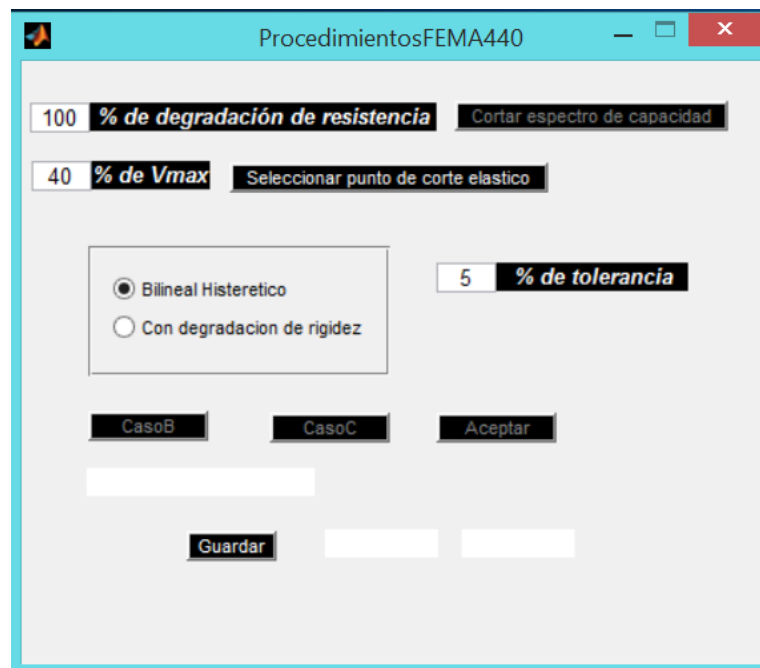 ProcedimientosFEMA440
100 % de degradación de resistencia Cortar espectro de capacidad
40 % de Vmax Seleccionar punto de corte elastico
Bilineal Histeretico
5 % de tolerancia
Con degradacion de rigidez
CasoB CasoC Aceptar
Guardar